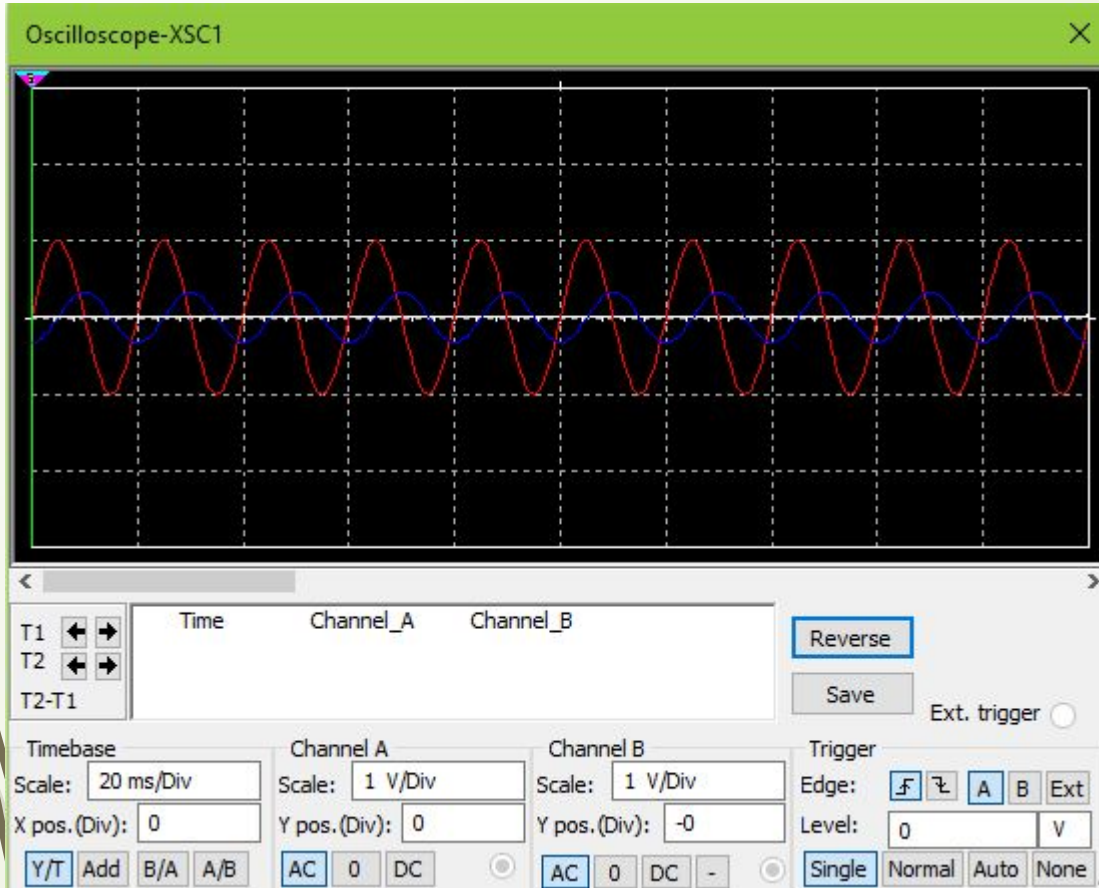 Oscilloscope-XSC1
T1
T2
T2-T1
Time Channel_A Channel_B
Reverse
Save
Ext. trigger
Timebase
Scale: 20 ms/Div
X pos.(Div): 0
Y/T Add B/A A/B
Channel A
Scale: 1 V/Div
Y pos.(Div): 0
AC 0 DC
Channel B
Scale: 1 V/Div
Y pos.(Div): -0
AC 0 DC -
Trigger
Edge: A B Ext
Level: 0 V
Single Normal Auto None